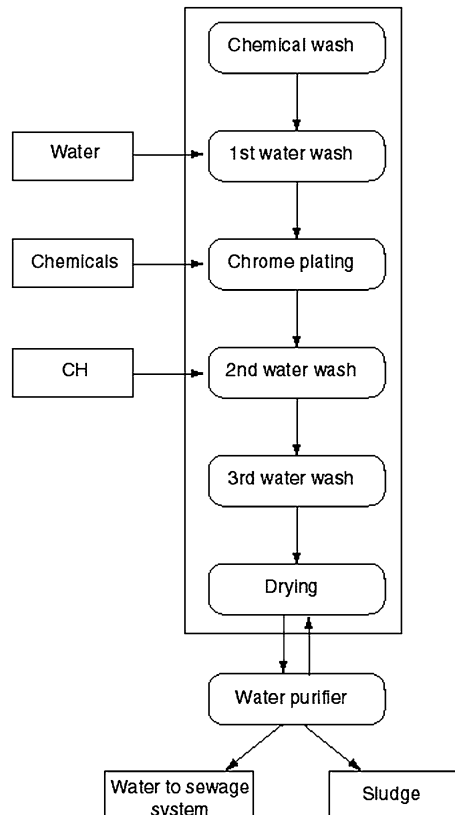 Chemical wash
Water
1st water wash
Chemicals
Chrome plating
CH
2nd water wash
3rd water wash
Drying
Water purifier
Water to sewage
system
Sludge